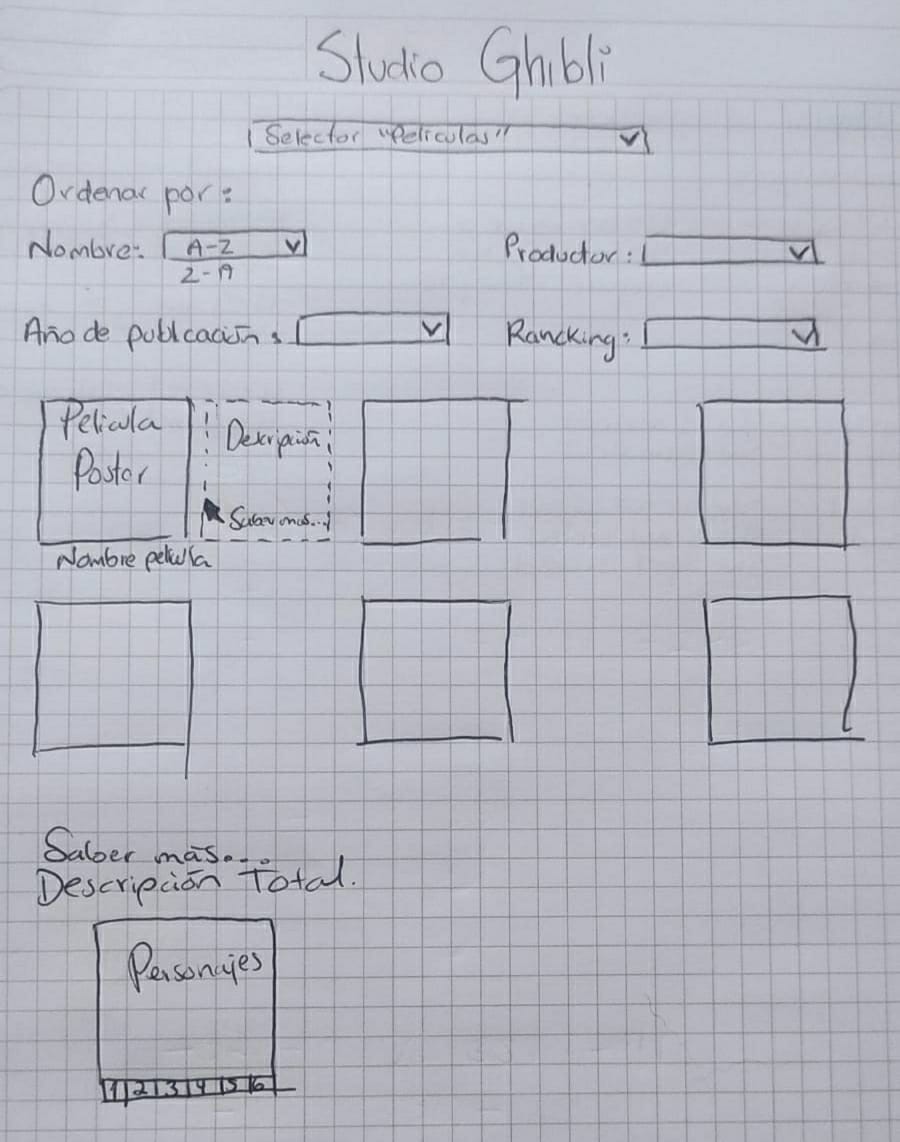 Studio Ghibli
Selector "Peliculas"
Ordenar por:
Nombre: A-Z
Z-A
Productor:
Año de publicación:
Rancking:
Pelicula
Poster
Descripción
Saber mas...
Nombre pelicula
Saber más...
Descripción Total.
Personajes
1 2 3 4 5 6